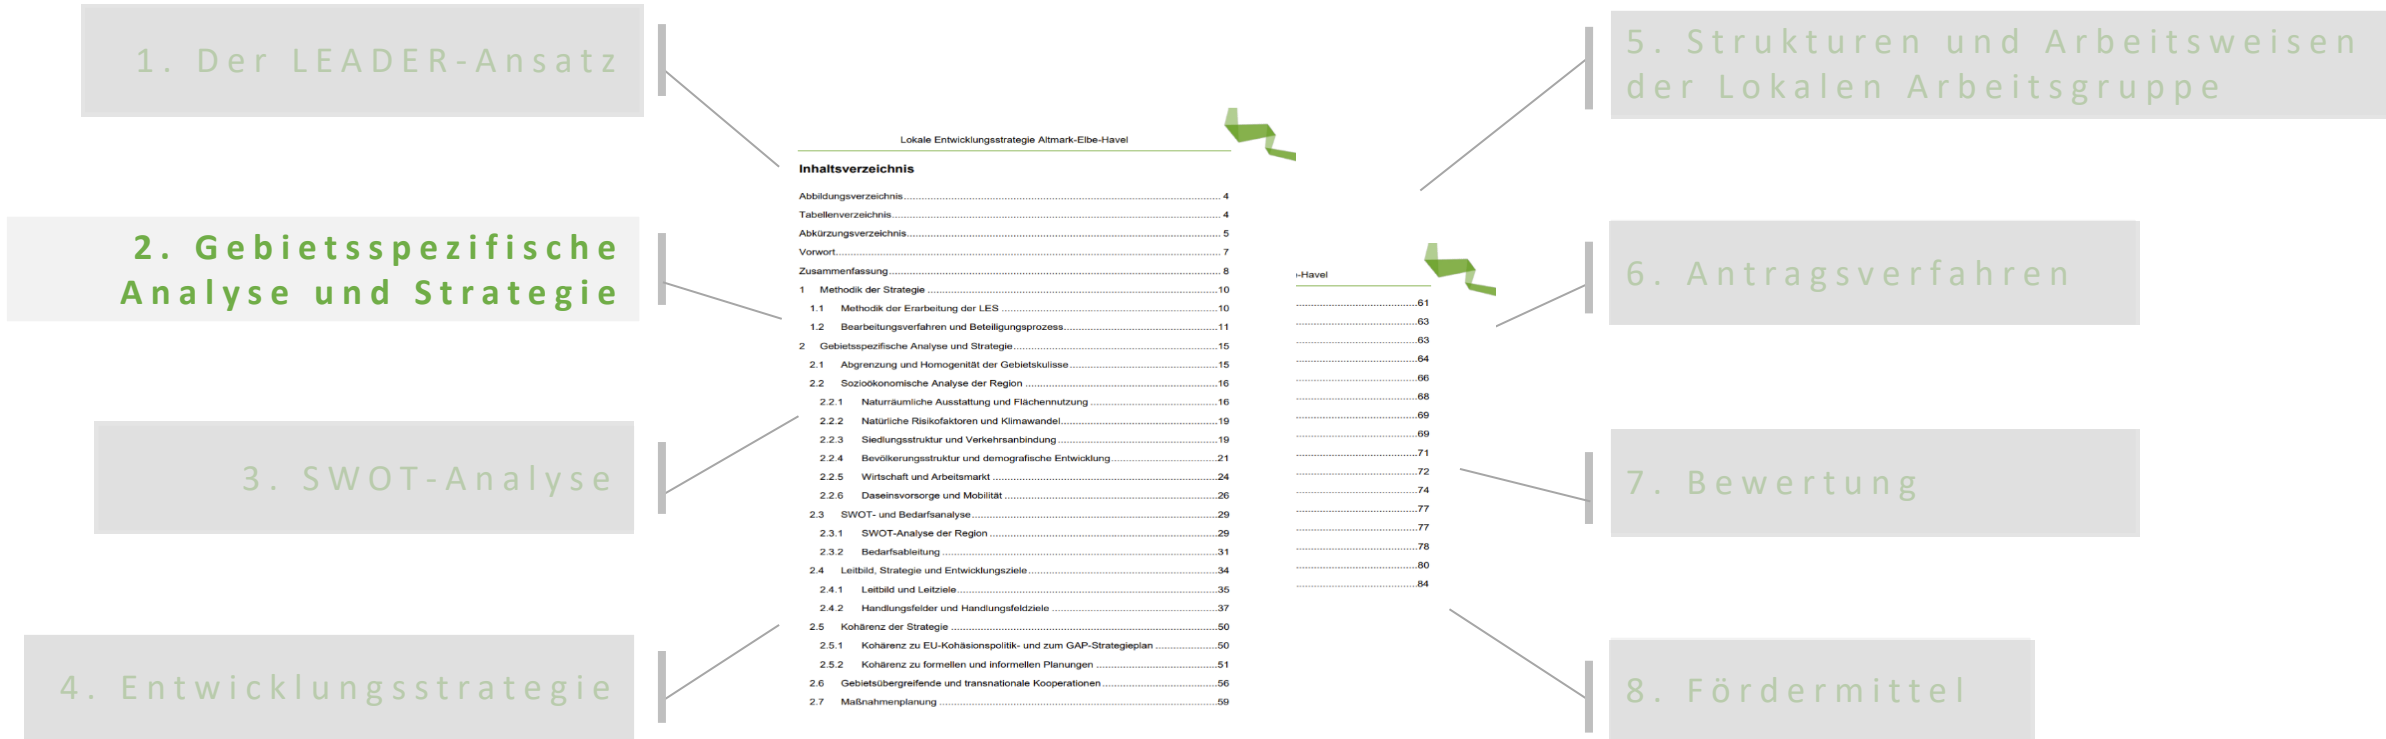 1. Der LEADER-Ansatz
2. Gebietsspezifische
Analyse und Strategie
3. SWOT-Analyse
4. Entwicklungsstrategie
Lokale Entwicklungsstrategie Altmark-Elbe-Havel
Inhaltsverzeichnis
Abbildungsverzeichnis 4
Tabellenverzeichnis 4
Abkürzungsverzeichnis 5
Vorwort 7
Zusammenfassung 8
1 Methodik der Strategie 10
1.1 Methodik der Erarbeitung der LES 10
1.2 Bearbeitungsverfahren und Beteiligungsprozess 11
2 Gebietsspezifische Analyse und Strategie 15
2.1 Abgrenzung und Homogenität der Gebietskulisse 15
2.2 Sozioökonomische Analyse der Region 16
2.2.1 Naturräumliche Ausstattung und Flächennutzung 16
2.2.2 Natürliche Risikofaktoren und Klimawandel 19
2.2.3 Siedlungsstruktur und Verkehrsanbindung 19
2.2.4 Bevölkerungsstruktur und demografische Entwicklung 21
2.2.5 Wirtschaft und Arbeitsmarkt 24
2.2.6 Daseinsvorsorge und Mobilität 26
2.3 SWOT- und Bedarfsanalyse 29
2.3.1 SWOT-Analyse der Region 29
2.3.2 Bedarfsableitung 31
2.4 Leitbild, Strategie und Entwicklungsziele 34
2.4.1 Leitbild und Leitziele 35
2.4.2 Handlungsfelder und Handlungsfeldziele 37
2.5 Kohärenz der Strategie 50
2.5.1 Kohärenz zu EU-Kohäsionspolitik- und zum GAP-Strategieplan 50
2.5.2 Kohärenz zu formellen und informellen Planungen 51
2.6 Gebietsübergreifende und transnationale Kooperationen 56
2.7 Maßnahmenplanung 59
-Havel
61
63
63
64
66
68
69
69
71
72
74
77
77
78
80
84
5. Strukturen und Arbeitsweisen
der Lokalen Arbeitsgruppe
6. Antragsverfahren
7. Bewertung
8. Fördermittel